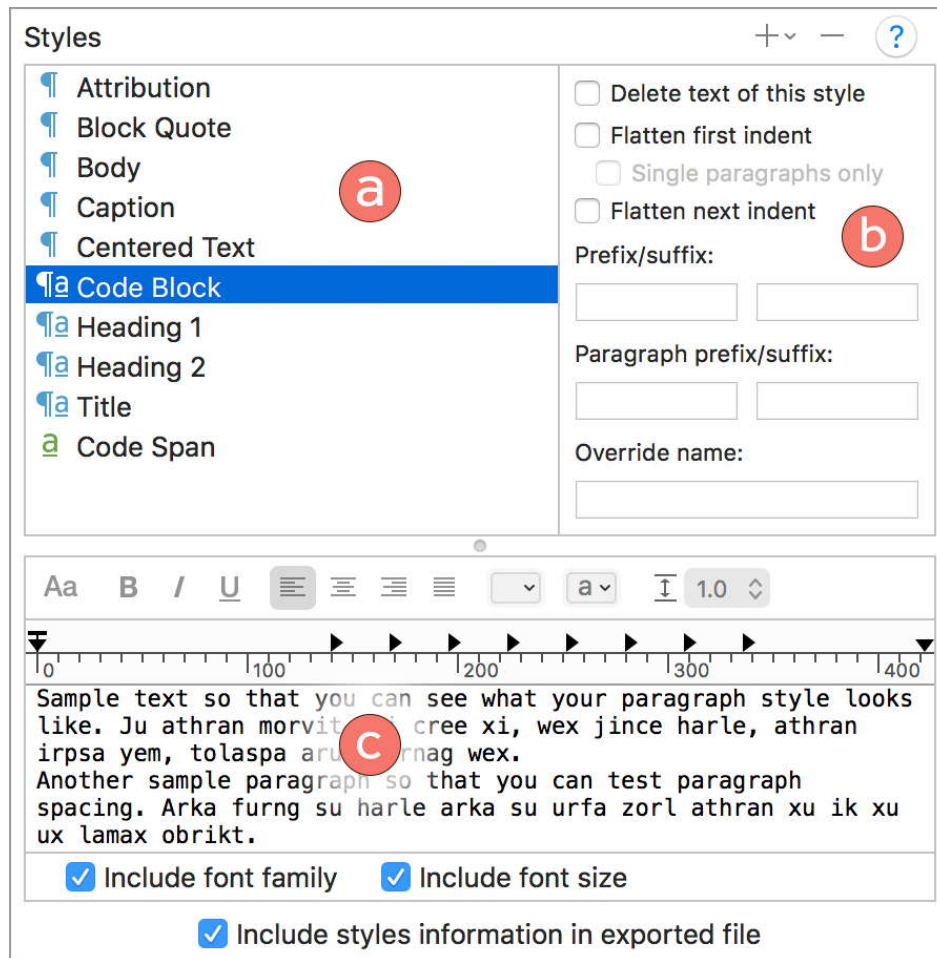 Styles
?
¶ Attribution
¶ Block Quote
¶ Body
¶ Caption
¶ Centered Text
¶a Code Block
¶a Heading 1
¶a Heading 2
¶a Title
a Code Span
a
Delete text of this style
Flatten first indent
Single paragraphs only
Flatten next indent
b
Prefix/suffix:
Paragraph prefix/suffix:
Override name:
Aa B I U a 1.0
0 100 200 300 400
Sample text so that you can see what your paragraph style looks
like. Ju athran cree xi, wex jince harle, athran
irpsa yem, tolaspa wex.
Another sample paragraph so that you can test paragraph
spacing. Arka furng su harle arka su urfa zorl athran xu ik xu
ux lamax obrikt.
c
Include font family Include font size
Include styles information in exported file